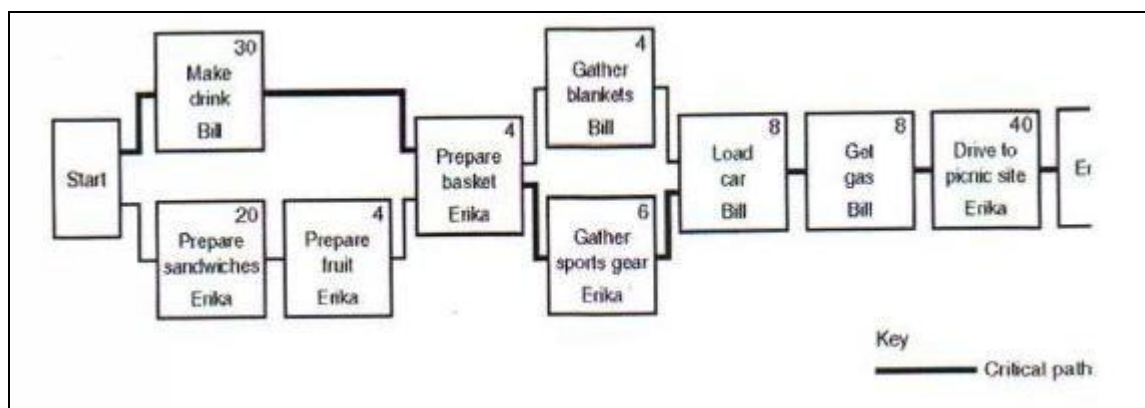 Start
30
Make
drink
Bill
20
Prepare
sandwiches
Erika
4
Prepare
fruit
Erika
4
Prepare
basket
Erika
4
Gather
blankets
Bill
6
Gather
sports gear
Erika
8
Load
car
Bill
8
Get
gas
Bill
40
Drive to
picnic site
Erika
Key
Critical path